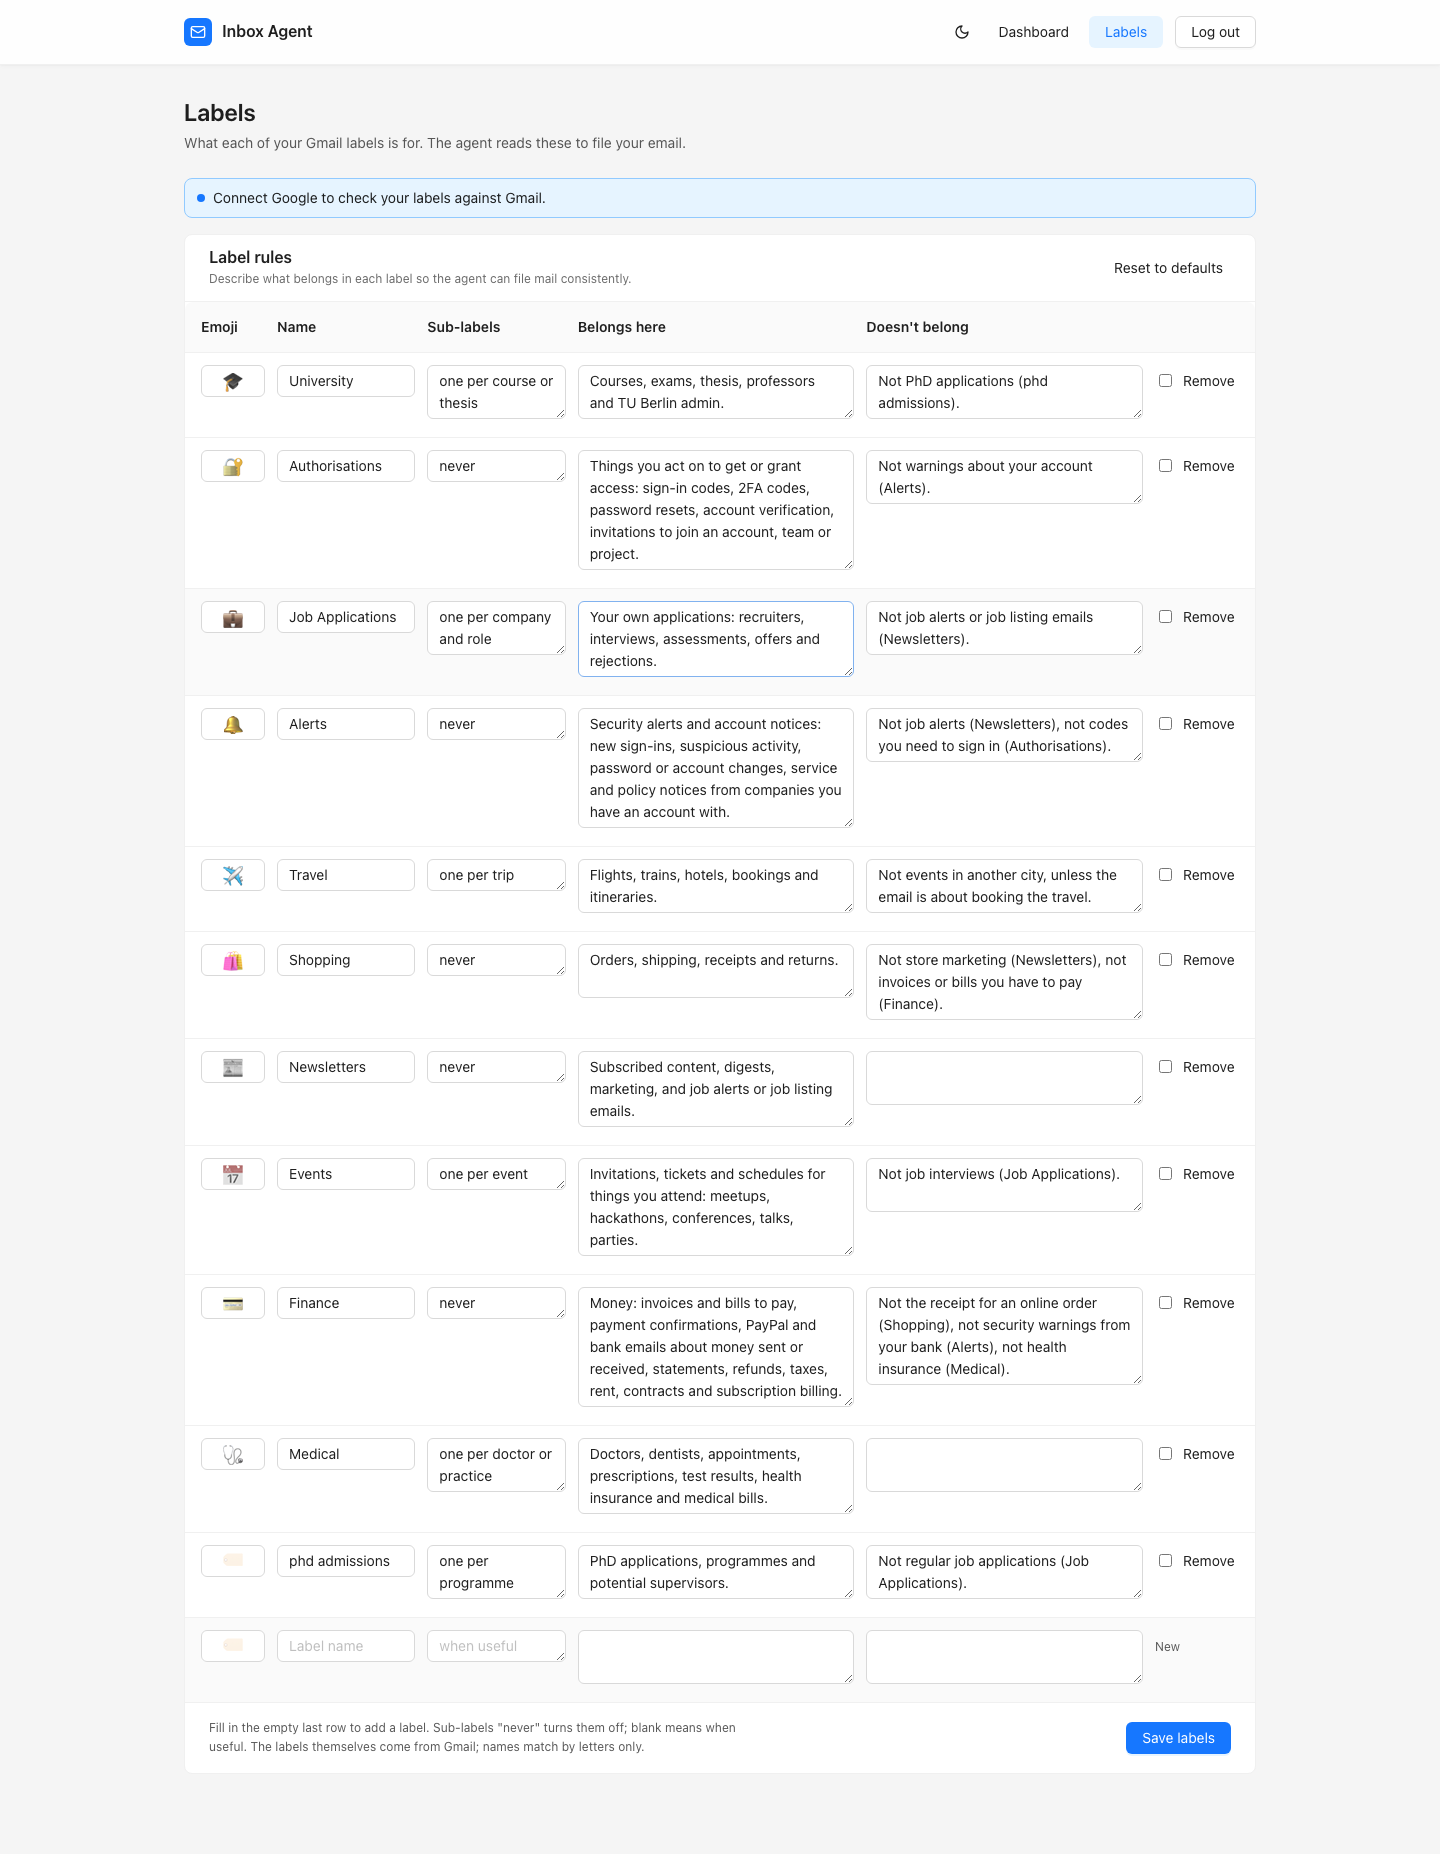 Inbox Agent
Dashboard
Labels
Log out
Labels
What each of your Gmail labels is for. The agent reads these to file your email.
Connect Google to check your labels against Gmail.
Label rules
Describe what belongs in each label so the agent can file mail consistently.
Reset to defaults
Emoji
Name
Sub-labels
Belongs here
Doesn't belong
University
one per course or
thesis
Courses, exams, thesis, professors
and TU Berlin admin.
Not PhD applications (phd
admissions).
Remove
Authorisations
never
Things you act on to get or grant
access: sign-in codes, 2FA codes,
password resets, account verification,
invitations to join an account, team or
project.
Not warnings about your account
(Alerts).
Remove
Job Applications
one per company
and role
Your own applications: recruiters,
interviews, assessments, offers and
rejections.
Not job alerts or job listing emails
(Newsletters).
Remove
Alerts
never
Security alerts and account notices:
new sign-ins, suspicious activity,
password or account changes, service
and policy notices from companies you
have an account with.
Not job alerts (Newsletters), not codes
you need to sign in (Authorisations).
Remove
Travel
one per trip
Flights, trains, hotels, bookings and
itineraries.
Not events in another city, unless the
email is about booking the travel.
Remove
Shopping
never
Orders, shipping, receipts and returns.
Not store marketing (Newsletters), not
invoices or bills you have to pay
(Finance).
Remove
Newsletters
never
Subscribed content, digests,
marketing, and job alerts or job listing
emails.
Remove
17
Events
one per event
Invitations, tickets and schedules for
things you attend: meetups,
hackathons, conferences, talks,
parties.
Not job interviews (Job Applications).
Remove
Finance
never
Money: invoices and bills to pay,
payment confirmations, PayPal and
bank emails about money sent or
received, statements, refunds, taxes,
rent, contracts and subscription billing.
Not the receipt for an online order
(Shopping), not security warnings from
your bank (Alerts), not health
insurance (Medical).
Remove
Medical
one per doctor or
practice
Doctors, dentists, appointments,
prescriptions, test results, health
insurance and medical bills.
Remove
phd admissions
one per
programme
PhD applications, programmes and
potential supervisors.
Not regular job applications (Job
Applications).
Remove
Label name
when useful
New
Fill in the empty last row to add a label. Sub-labels "never" turns them off; blank means when
useful. The labels themselves come from Gmail; names match by letters only.
Save labels